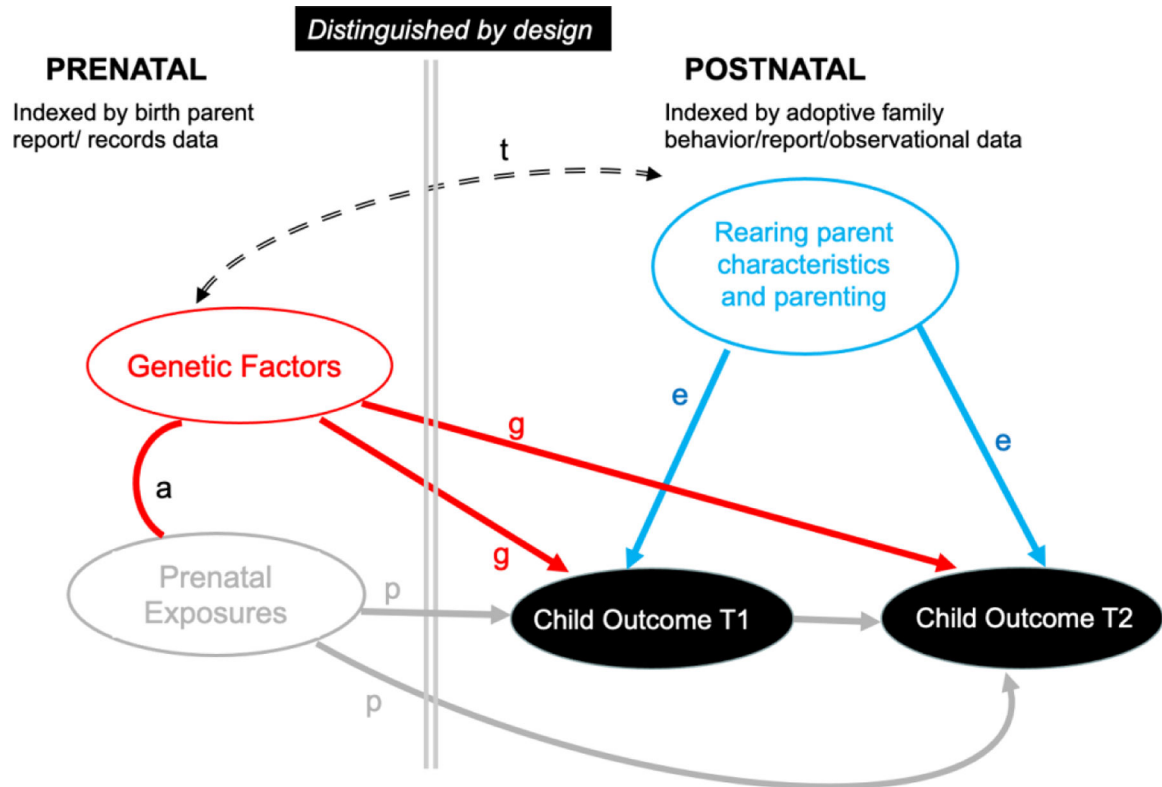 Distinguished by design
PRENATAL
Indexed by birth parent
report/ records data
POSTNATAL
Indexed by adoptive family
behavior/report/observational data
t
Rearing parent
characteristics
and parenting
Genetic Factors
e
e
g
g
a
Prenatal
Exposures
p
p
Child Outcome T1
Child Outcome T2